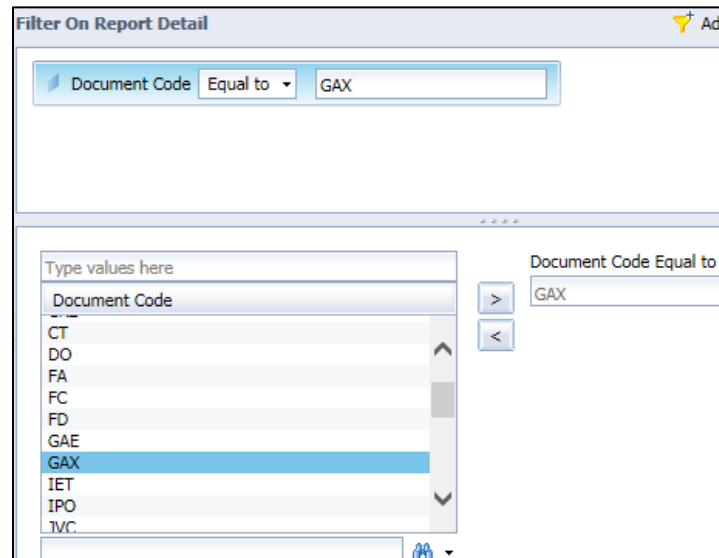 Filter On Report Detail Ad
Document Code Equal to GAX
Type values here
Document Code
CT
DO
FA
FC
FD
GAE
GAX
IET
IPO
JVC
Document Code Equal to
GAX
>
<